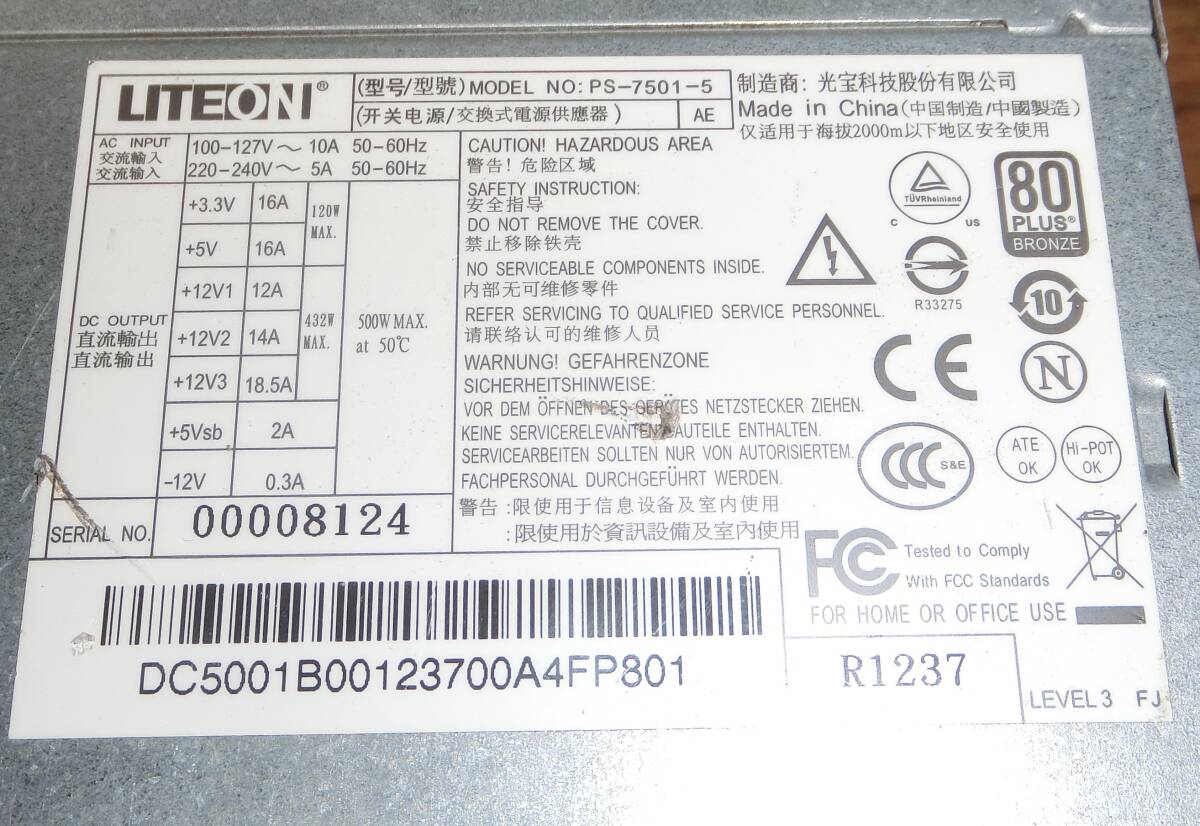 LITEON®
(型号/型號) MODEL NO: PS-7501-5
(开关电源/交換式電源供應器)
AE
制造商: 光宝科技股份有限公司
Made in China (中国制造/中國製造)
仅适用于海拔2000m以下地区安全使用
AC INPUT
交流輸入
交流输入
100-127V～ 10A 50-60Hz
220-240V～ 5A 50-60Hz
DC OUTPUT
直流輸出
直流输出
+3.3V 16A
+5V 16A
120W
MAX.
+12V1 12A
+12V2 14A
+12V3 18.5A
432W
MAX.
+5Vsb 2A
-12V 0.3A
500W MAX.
at 50℃
SERIAL NO. 00008124
CAUTION! HAZARDOUS AREA
警告! 危险区域
SAFETY INSTRUCTION:
安全指导
DO NOT REMOVE THE COVER.
禁止移除铁壳
NO SERVICEABLE COMPONENTS INSIDE.
内部无可维修零件
REFER SERVICING TO QUALIFIED SERVICE PERSONNEL.
请联络认可的维修人员
WARNUNG! GEFAHRENZONE
SICHERHEITSHINWEISE:
VOR DEM ÖFFNEN DES GERÄTES NETZSTECKER ZIEHEN.
KEINE SERVICERELEVANTEN BAUTEILE ENTHALTEN.
SERVICEARBEITEN SOLLTEN NUR VON AUTORISIERTEM.
FACHPERSONAL DURCHGEFÜHRT WERDEN.
警告 :限使用于信息设备及室内使用
:限使用於資訊設備及室內使用
TÜVRheinland
C US
80
PLUS®
BRONZE
R33275
10
CE
N
CCC S&E
ATE
OK
Hi-POT
OK
FC Tested to Comply
With FCC Standards
FOR HOME OR OFFICE USE
DC5001B00123700A4FP801
R1237
LEVEL 3 FJ